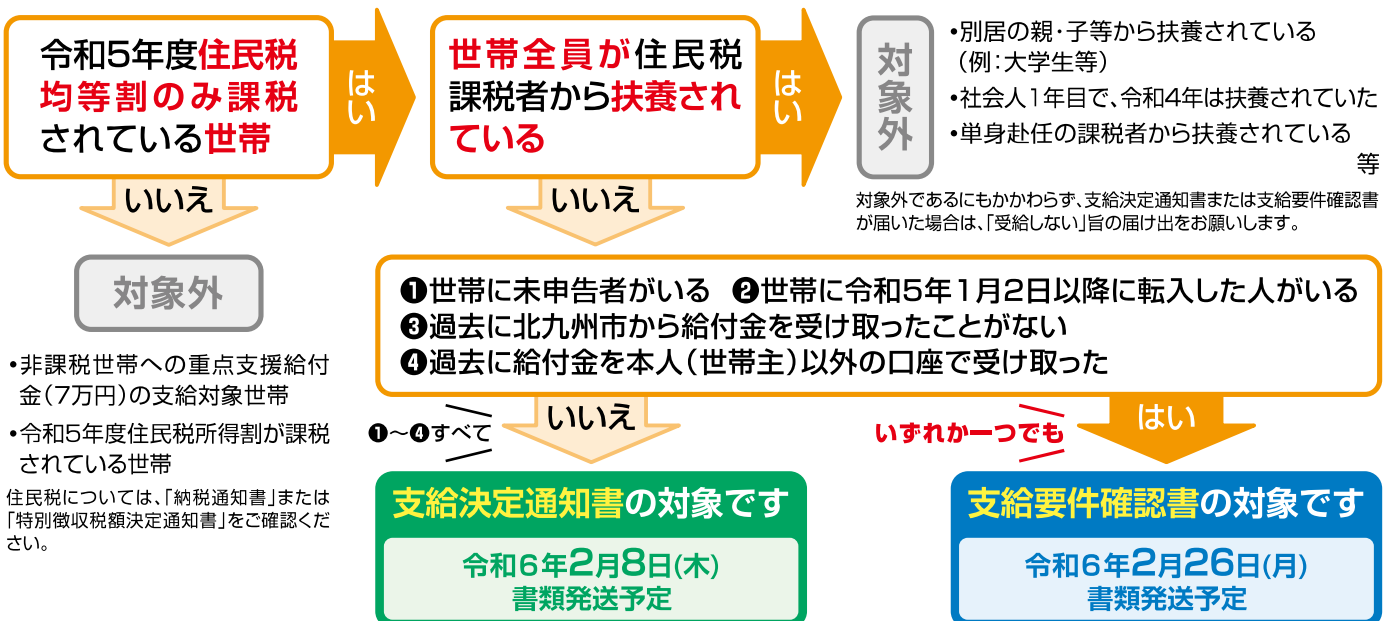 令和5年度住民税
均等割のみ課税
されている世帯
はい
世帯全員が住民税
課税者から扶養され
ている
はい
対象外
•別居の親・子等から扶養されている
（例：大学生等）
•社会人1年目で、令和4年は扶養されていた
•単身赴任の課税者から扶養されている
等
対象外であるにもかかわらず、支給決定通知書または支給要件確認書
が届いた場合は、「受給しない」旨の届け出をお願いします。
いいえ
いいえ
対象外
•非課税世帯への重点支援給付
金（7万円）の支給対象世帯
•令和5年度住民税所得割が課税
されている世帯
住民税については、「納税通知書」または
「特別徴収税額決定通知書」をご確認くだ
さい。
❶世帯に未申告者がいる ❷世帯に令和5年1月2日以降に転入した人がいる
❸過去に北九州市から給付金を受け取ったことがない
❹過去に給付金を本人（世帯主）以外の口座で受け取った
❶～❹すべて
いいえ
いずれか一つでも
はい
支給決定通知書の対象です
令和6年2月8日(木)
書類発送予定
支給要件確認書の対象です
令和6年2月26日(月)
書類発送予定